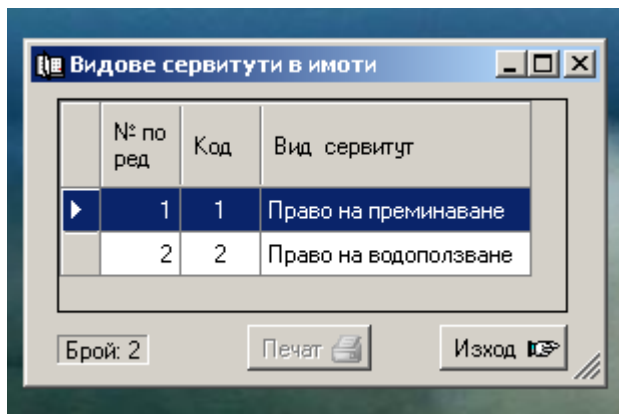 Видове сервитути в имоти
№ по ред Код Вид сервитут
1 1 Право на преминаване
2 2 Право на водоползване
Брой: 2 Печат Изход